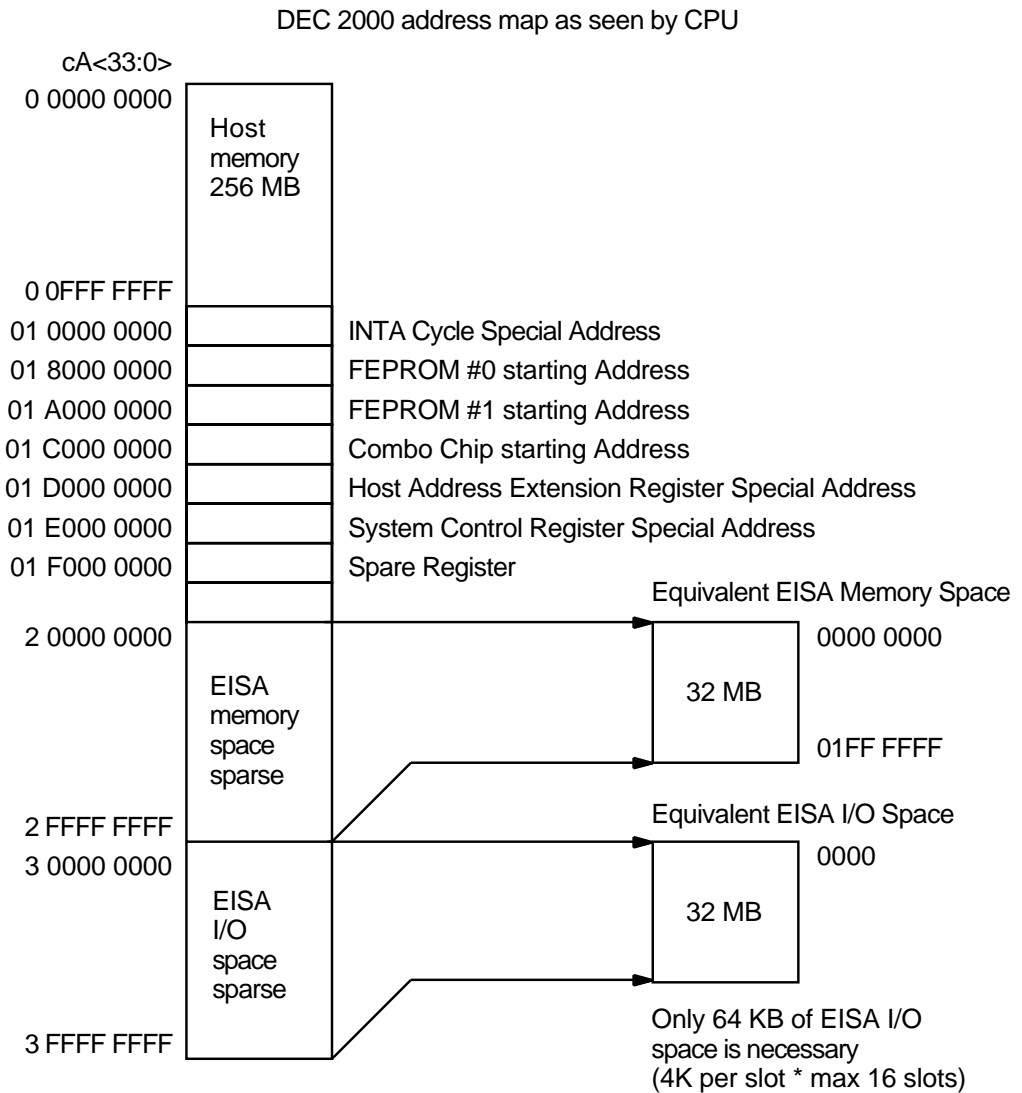 DEC 2000 address map as seen by CPU
cA<33:0>
0 0000 0000
Host
memory
256 MB
0 0FFF FFFF
01 0000 0000 INTA Cycle Special Address
01 8000 0000 FEPROM #0 starting Address
01 A000 0000 FEPROM #1 starting Address
01 C000 0000 Combo Chip starting Address
01 D000 0000 Host Address Extension Register Special Address
01 E000 0000 System Control Register Special Address
01 F000 0000 Spare Register
Equivalent EISA Memory Space
2 0000 0000
0000 0000
EISA
memory
space
sparse
32 MB
01FF FFFF
2 FFFF FFFF
Equivalent EISA I/O Space
3 0000 0000
0000
EISA
I/O
space
sparse
32 MB
3 FFFF FFFF
Only 64 KB of EISA I/O
space is necessary
(4K per slot * max 16 slots)